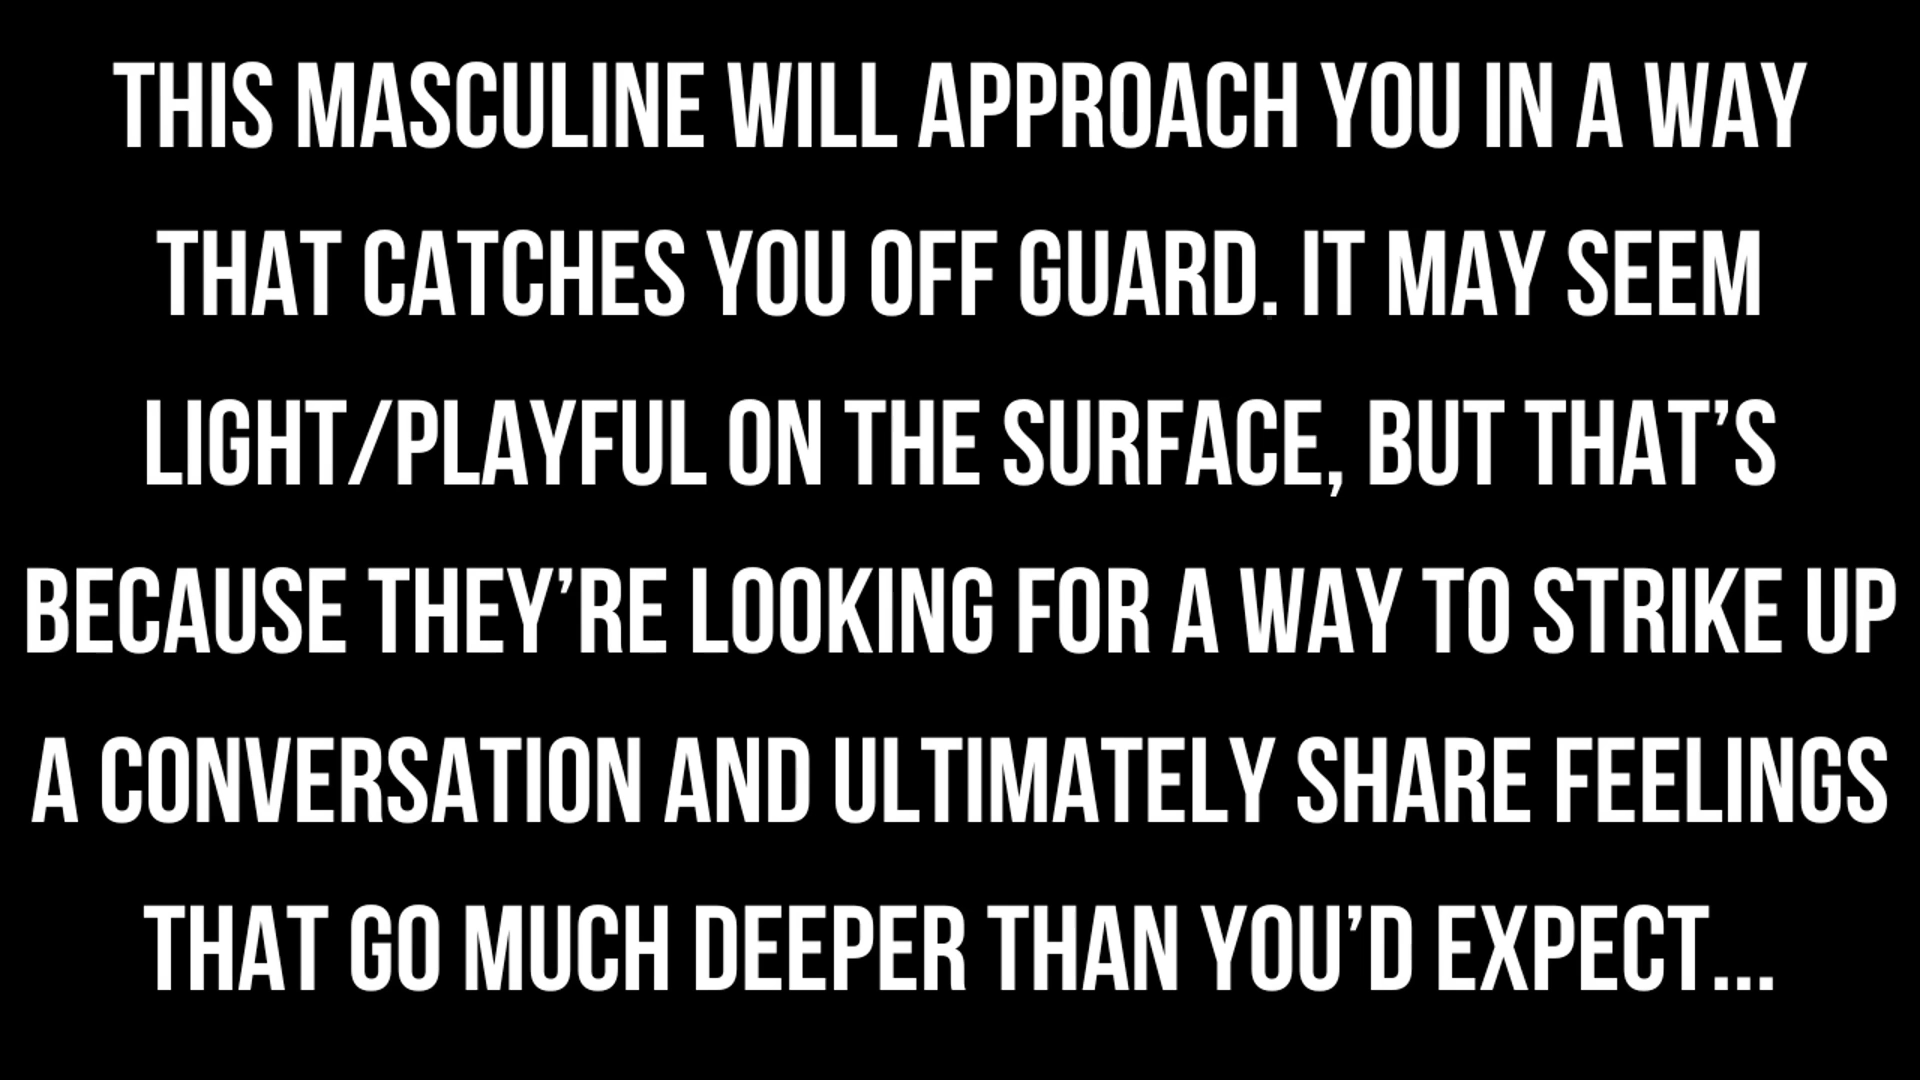 THIS MASCULINE WILL APPROACH YOU IN A WAY
THAT CATCHES YOU OFF GUARD. IT MAY SEEM
LIGHT/PLAYFUL ON THE SURFACE, BUT THAT’S
BECAUSE THEY’RE LOOKING FOR A WAY TO STRIKE UP
A CONVERSATION AND ULTIMATELY SHARE FEELINGS
THAT GO MUCH DEEPER THAN YOU’D EXPECT...